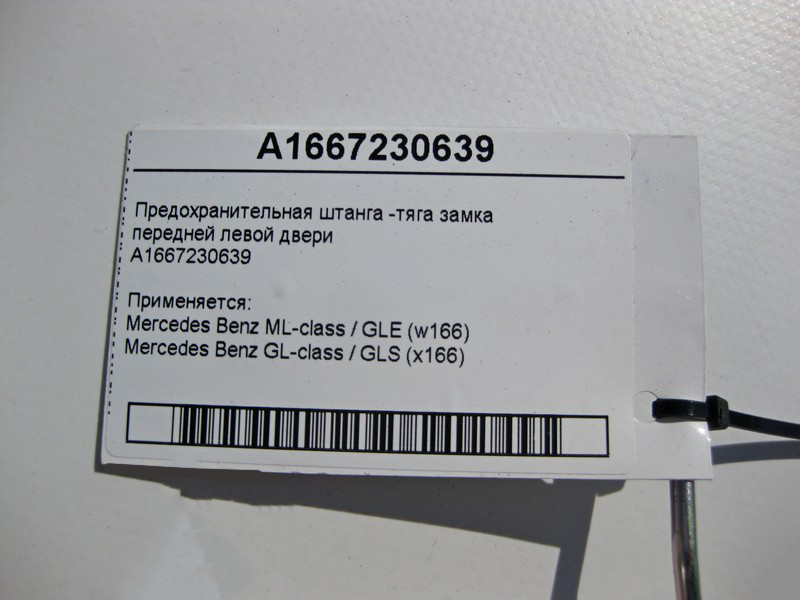 A1667230639
Предохранительная штанга -тяга замка
передней левой двери
A1667230639
Применяется:
Mercedes Benz ML-class / GLE (w166)
Mercedes Benz GL-class / GLS (x166)